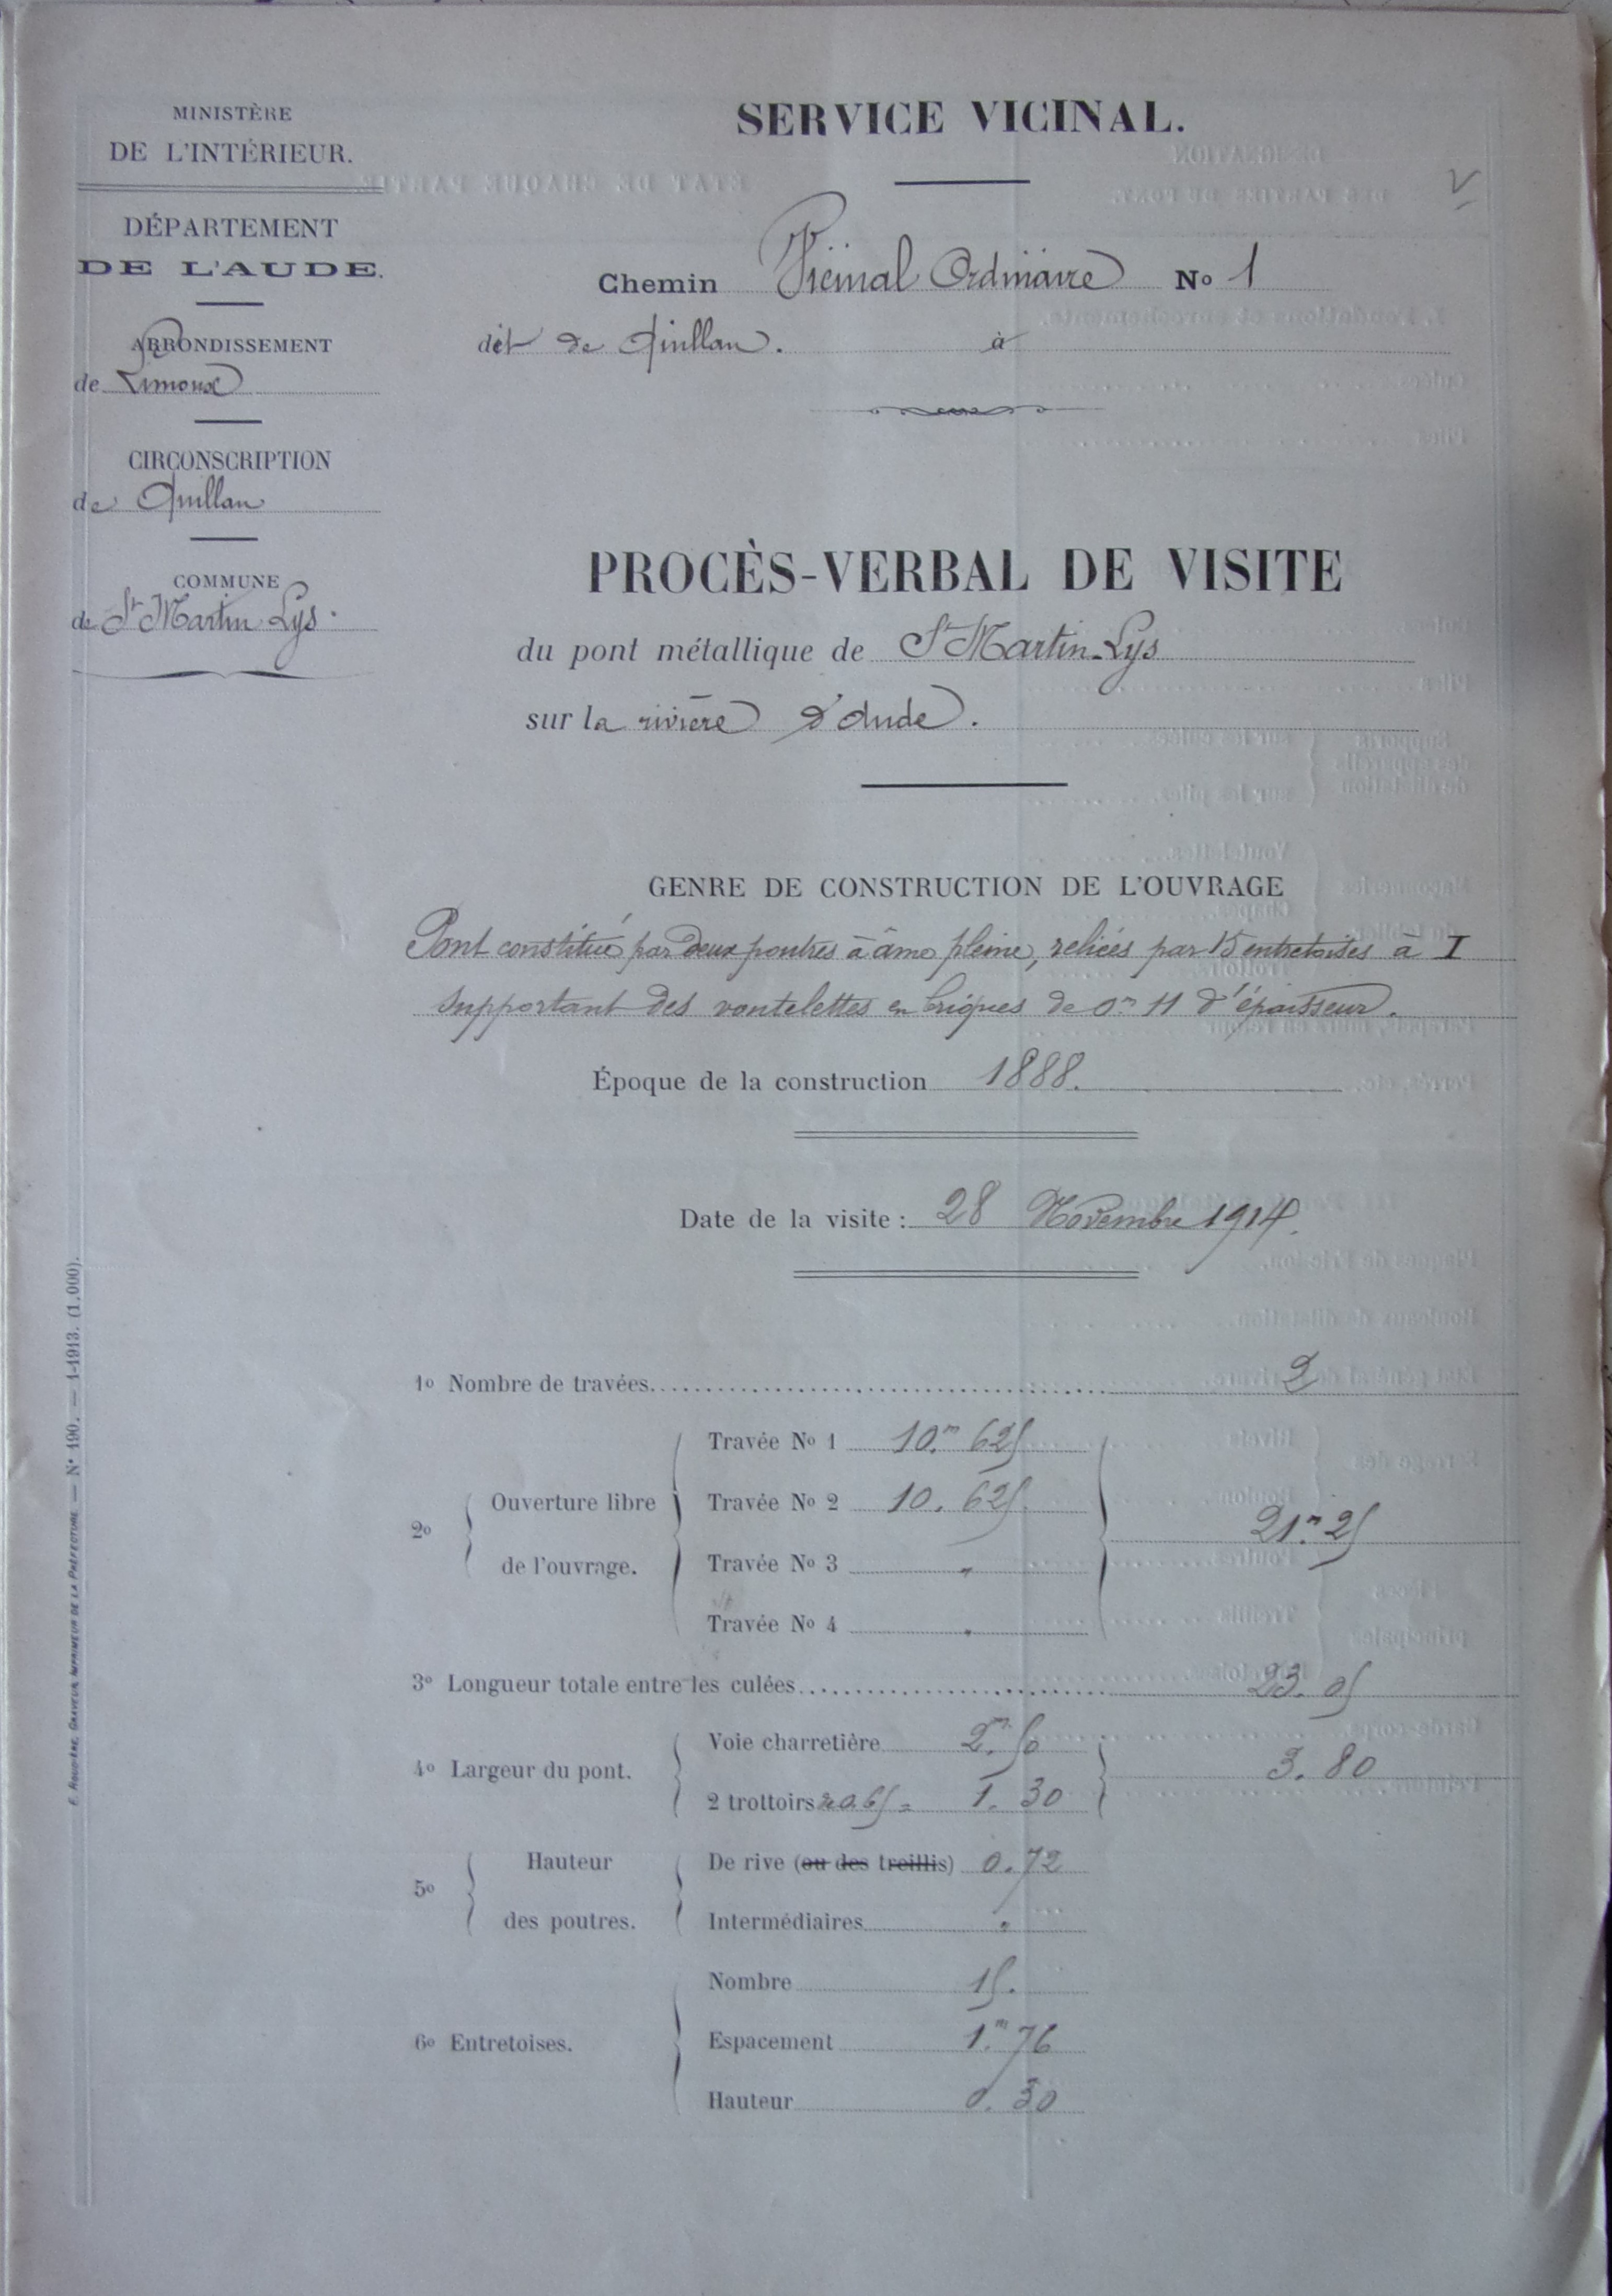 MINISTÈRE
DE L'INTÉRIEUR.
DÉPARTEMENT
DE L'AUDE.
ARRONDISSEMENT
de Limoux
CIRCONSCRIPTION
de Quillan
COMMUNE
de St Martin-Lys.
SERVICE VICINAL.
V
Chemin Vicinal Ordinaire No 1
dit de Quillan. à
PROCÈS-VERBAL DE VISITE
du pont métallique de St Martin-Lys
sur la rivière d'Aude.
GENRE DE CONSTRUCTION DE L'OUVRAGE
Pont constitué par deux poutres à âme pleine, reliées par 15 entretoises à I
supportant des voutelettes en briques de 0m 11 d'épaisseur.
Époque de la construction 1888.
Date de la visite : 28 Novembre 1914.
1o Nombre de travées 2
2o Ouverture libre de l'ouvrage.
Travée No 1 10.m 625
Travée No 2 10. 625
Travée No 3 "
Travée No 4 "
21.m 25
3o Longueur totale entre les culées 23. 05
4o Largeur du pont.
Voie charretière 2.m 50
2 trottoirs de 0.65 = 1. 30
3. 80
5o Hauteur des poutres.
De rive (ou des treillis) 0.72
Intermédiaires "
6o Entretoises.
Nombre 15.
Espacement 1.m 76
Hauteur 0. 30
GRAVEUR, IMPRIMEUR DE LA PRÉFECTURE — No 190. — 1-1913. (1.000).